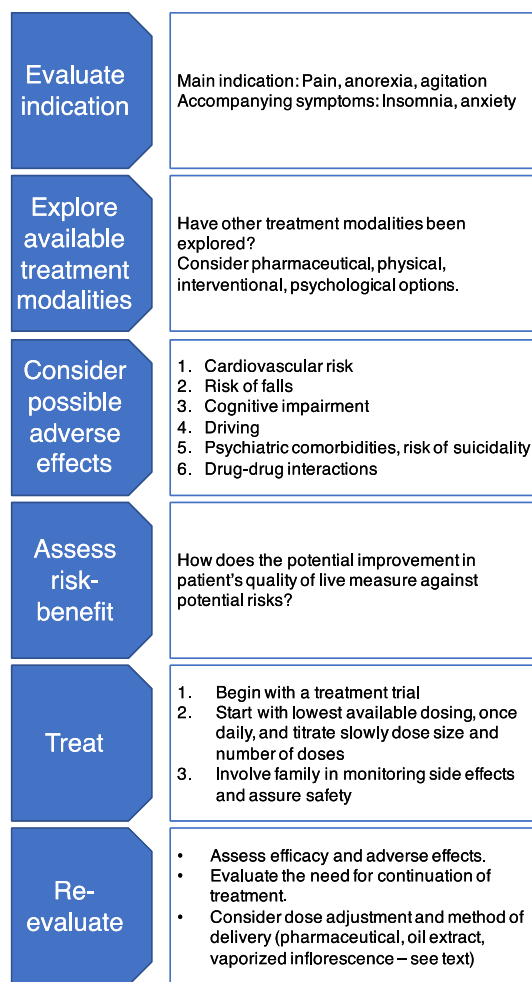 Evaluate
indication
Main indication: Pain, anorexia, agitation
Accompanying symptoms: Insomnia, anxiety
Explore
available
treatment
modalities
Have other treatment modalities been
explored?
Consider pharmaceutical, physical,
interventional, psychological options.
Consider
possible
adverse
effects
1. Cardiovascular risk
2. Risk of falls
3. Cognitive impairment
4. Driving
5. Psychiatric comorbidities, risk of suicidality
6. Drug-drug interactions
Assess
risk-
benefit
How does the potential improvement in
patient's quality of live measure against
potential risks?
Treat
1. Begin with a treatment trial
2. Start with lowest available dosing, once
daily, and titrate slowly dose size and
number of doses
3. Involve family in monitoring side effects
and assure safety
Re-
evaluate
• Assess efficacy and adverse effects.
• Evaluate the need for continuation of
treatment.
• Consider dose adjustment and method of
delivery (pharmaceutical, oil extract,
vaporized inflorescence – see text)